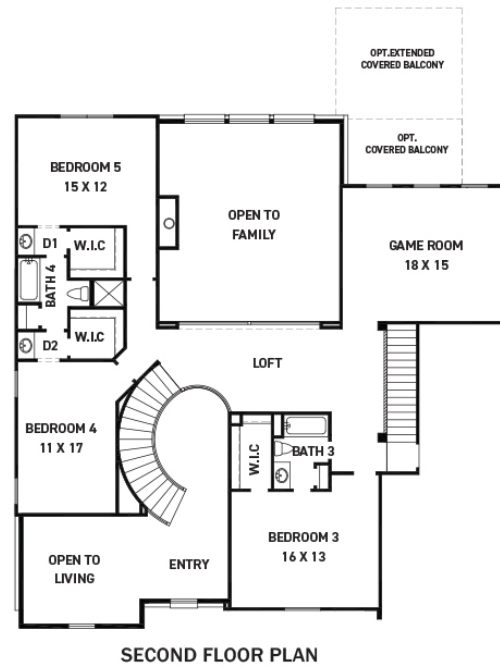 OPT.EXTENDED
COVERED BALCONY
OPT.
COVERED BALCONY
BEDROOM 5
15 X 12
OPEN TO
FAMILY
GAME ROOM
18 X 15
D1
W.I.C
BATH 4
D2
W.I.C
LOFT
BEDROOM 4
11 X 17
W.I.C
BATH 3
BEDROOM 3
16 X 13
OPEN TO
LIVING
ENTRY
SECOND FLOOR PLAN